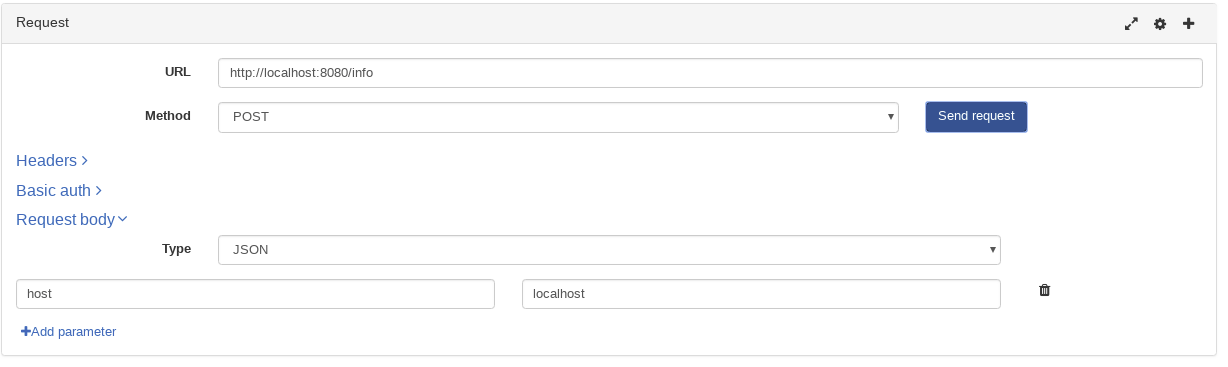 Request
URL http://localhost:8080/info
Method POST Send request
Headers
Basic auth
Request body
Type JSON
host localhost
Add parameter